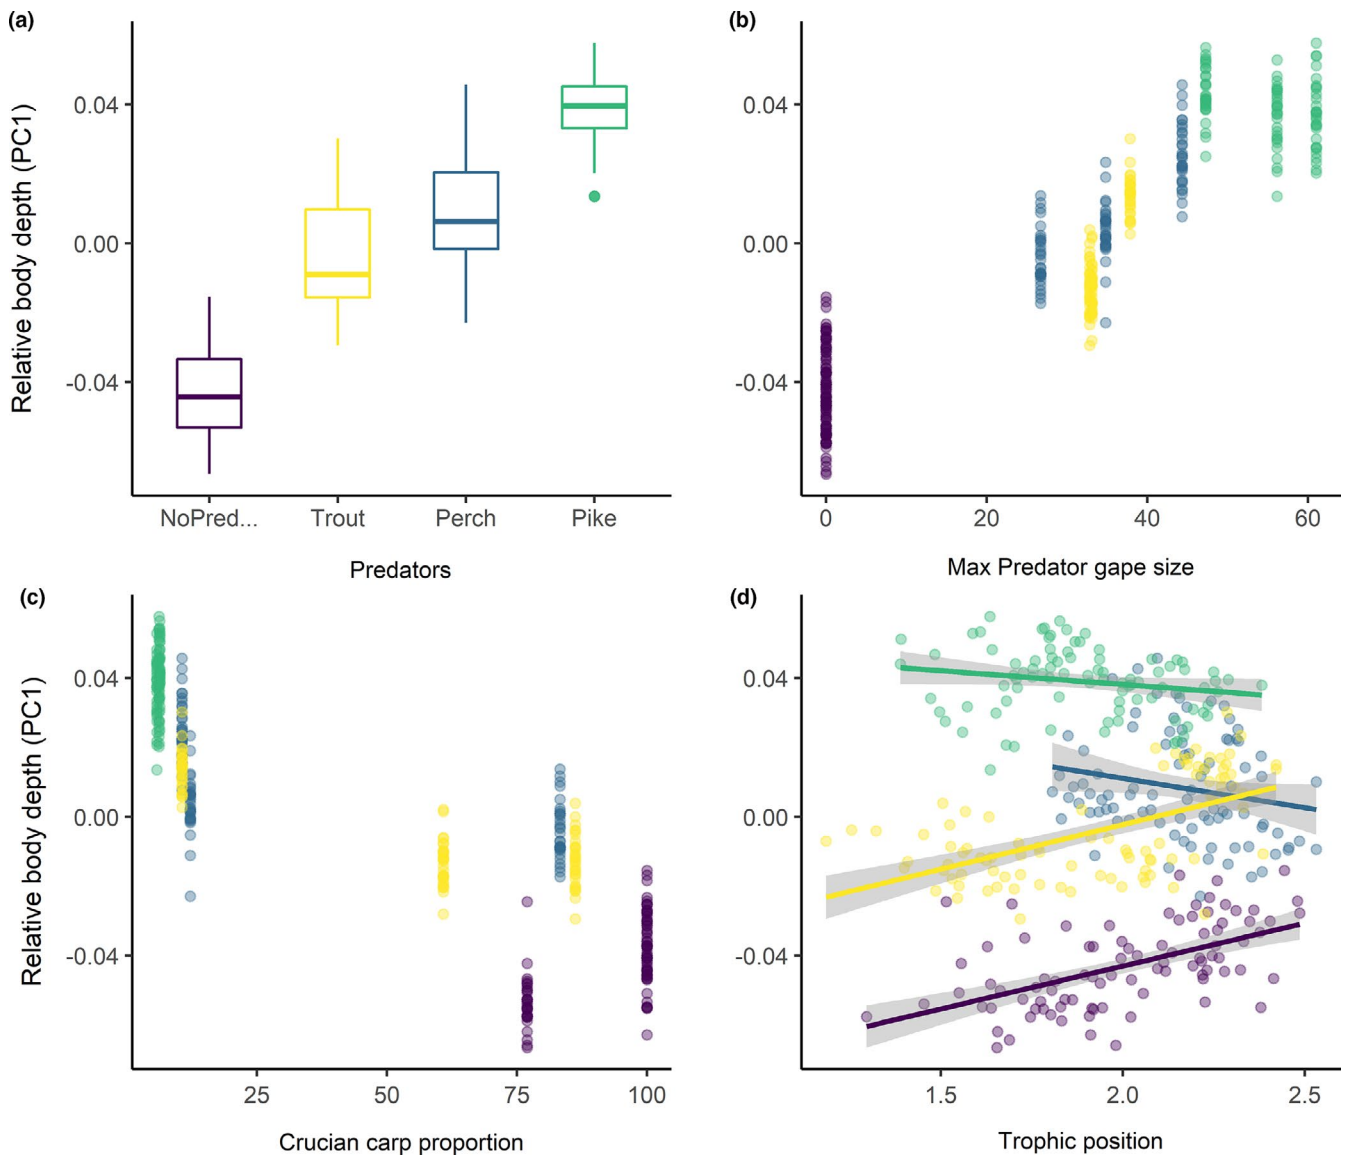 (a)
Relative body depth (PC1)
0.04
0.00
-0.04
NoPred... Trout Perch Pike
Predators
(b)
0.04
0.00
-0.04
0 20 40 60
Max Predator gape size
(c)
Relative body depth (PC1)
0.04
0.00
-0.04
25 50 75 100
Crucian carp proportion
(d)
0.04
0.00
-0.04
1.5 2.0 2.5
Trophic position